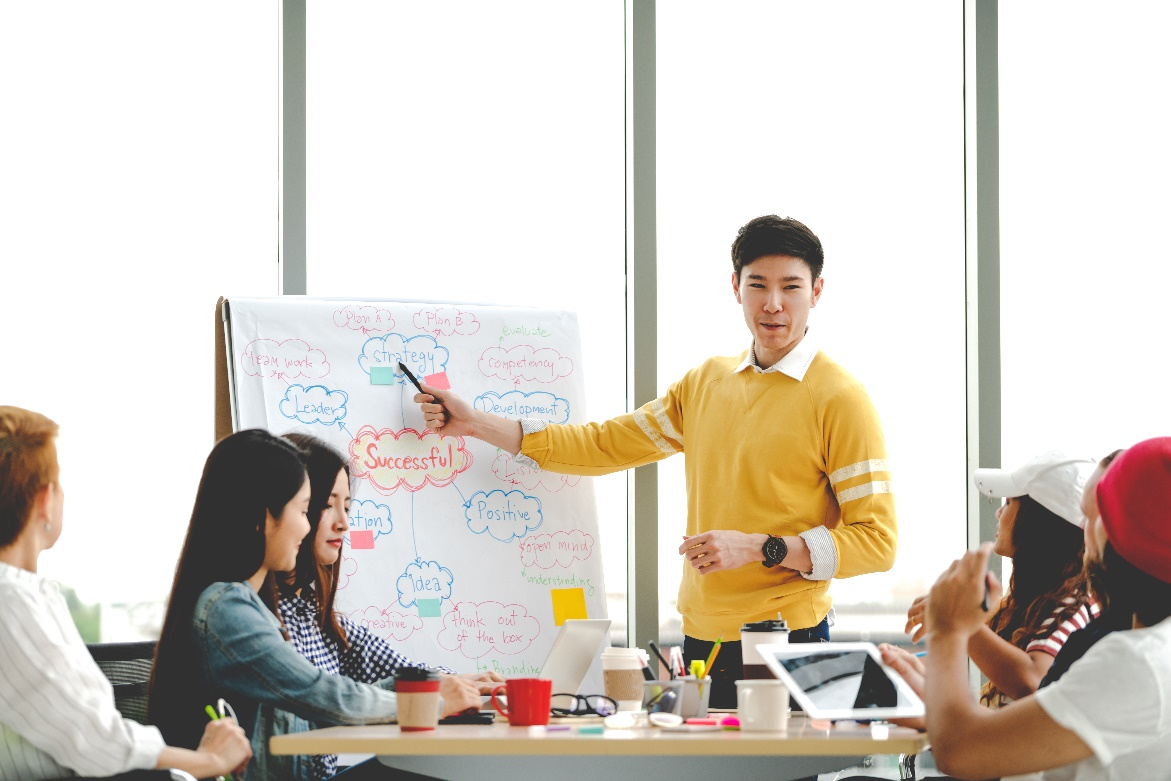 Plan A
Plan B
Evaluate
Team work
strategy
competency
Leader
Development
Successful
Positive
open mind
understanding
Idea
creative
think out
of the box
Branding